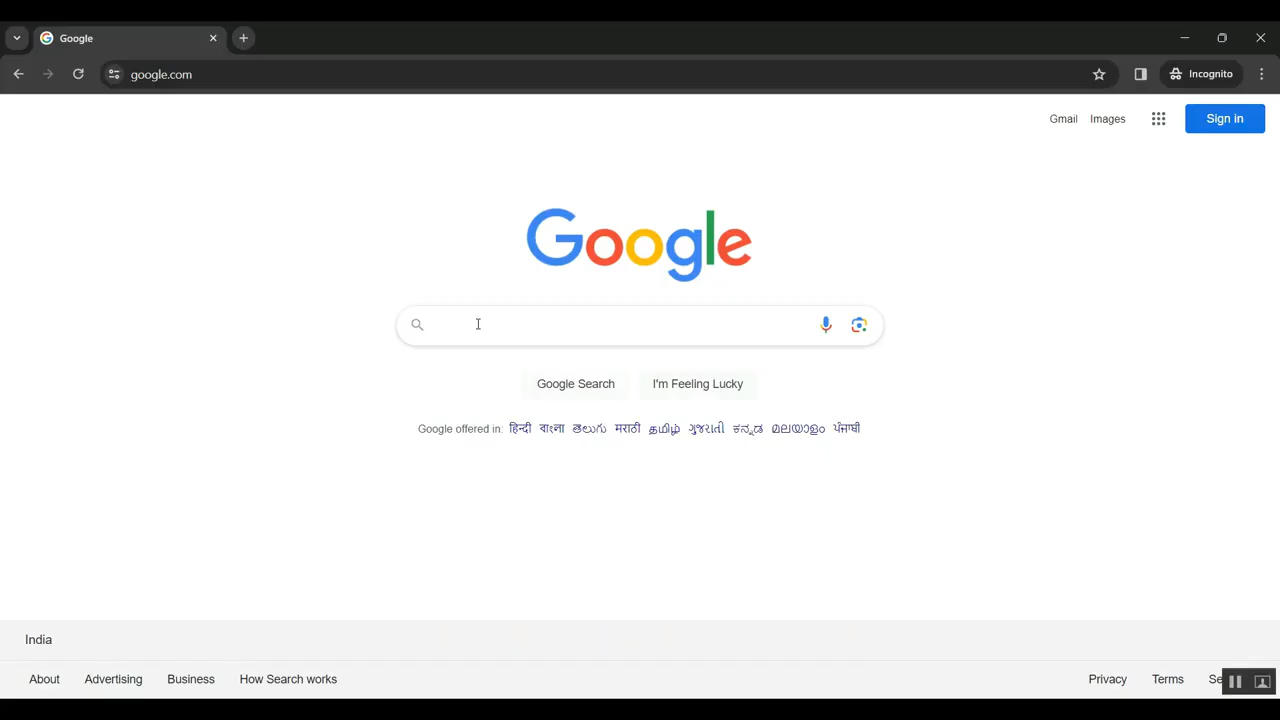 Google
google.com
Incognito
Gmail Images Sign in
Google
Google Search I'm Feeling Lucky
Google offered in: हिन्दी বাংলা తెలుగు मराठी தமிழ் ગુજરાતી ಕನ್ನಡ മലയാളം ਪੰਜਾਬੀ
India
About Advertising Business How Search works Privacy Terms Se